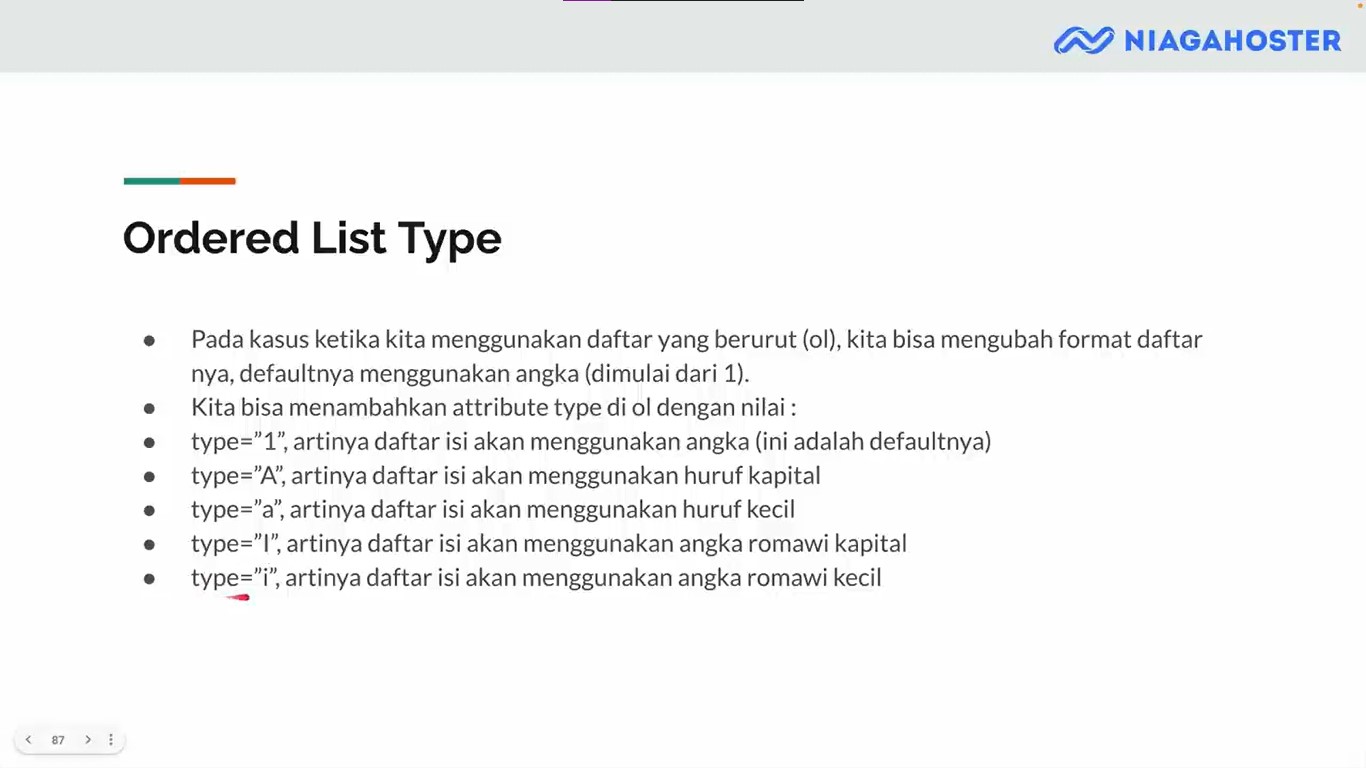 NIAGAHOSTER
Ordered List Type
● Pada kasus ketika kita menggunakan daftar yang berurut (ol), kita bisa mengubah format daftar
nya, defaultnya menggunakan angka (dimulai dari 1).
● Kita bisa menambahkan attribute type di ol dengan nilai :
● type=”1”, artinya daftar isi akan menggunakan angka (ini adalah defaultnya)
● type=”A”, artinya daftar isi akan menggunakan huruf kapital
● type=”a”, artinya daftar isi akan menggunakan huruf kecil
● type=”I”, artinya daftar isi akan menggunakan angka romawi kapital
● type=”i”, artinya daftar isi akan menggunakan angka romawi kecil
87